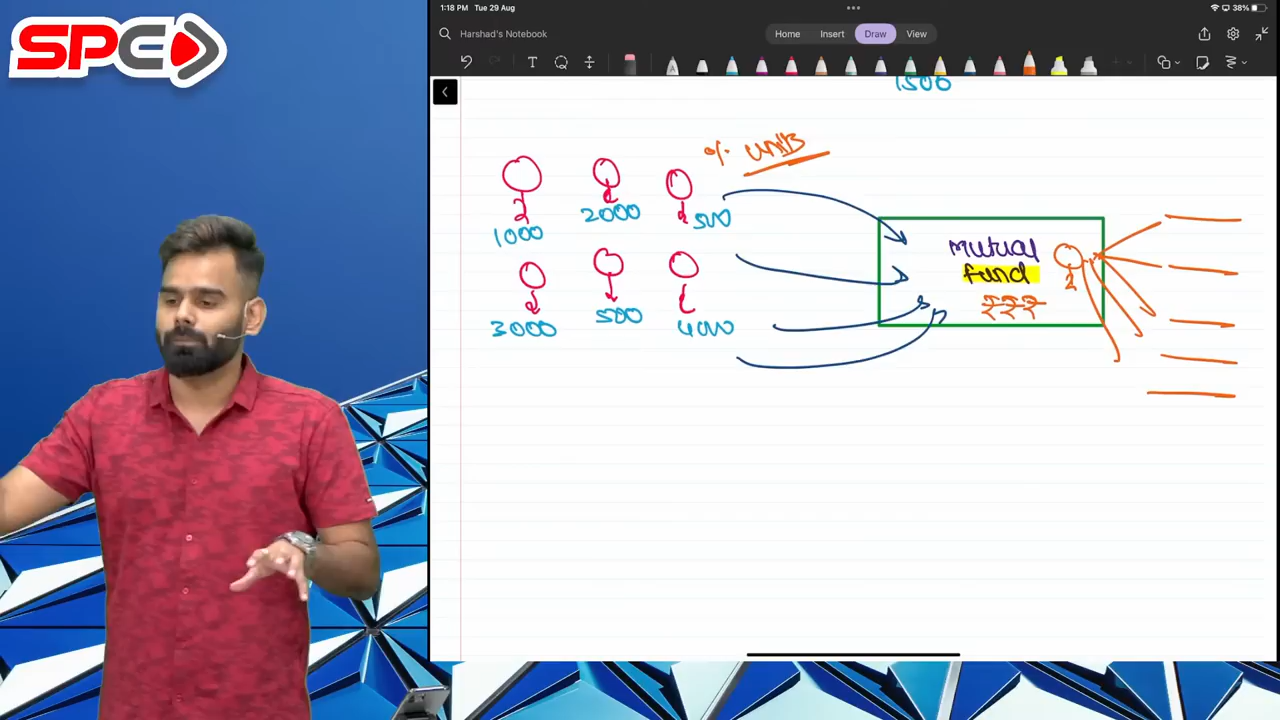 SPC
1:18 PM Tue 29 Aug
38%
Harshad's Notebook
Home Insert Draw View
1500
% units
1000
2000
500
3000
500
4000
mutual
fund
₹₹₹